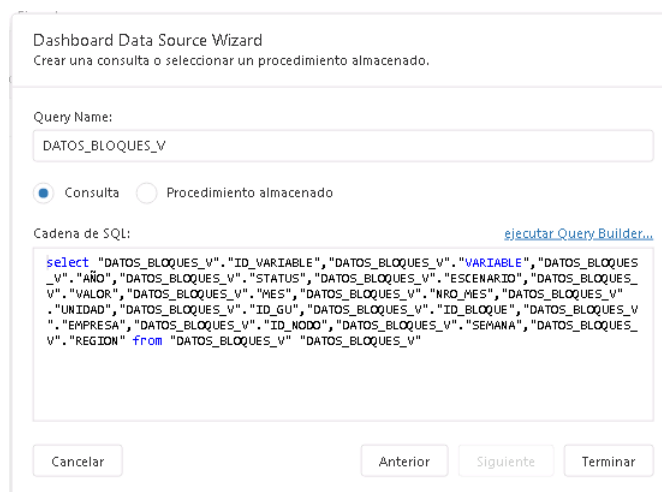 Dashboard Data Source Wizard
Crear una consulta o seleccionar un procedimiento almacenado.
Query Name:
DATOS_BLOQUES_V
Consulta Procedimiento almacenado
Cadena de SQL: ejecutar Query Builder...
select "DATOS_BLOQUES_V"."ID_VARIABLE","DATOS_BLOQUES_V"."VARIABLE","DATOS_BLOQUES
_V"."AÑO","DATOS_BLOQUES_V"."STATUS","DATOS_BLOQUES_V"."ESCENARIO","DATOS_BLOQUES_
V"."VALOR","DATOS_BLOQUES_V"."MES","DATOS_BLOQUES_V"."NRO_MES","DATOS_BLOQUES_V"
."UNIDAD","DATOS_BLOQUES_V"."ID_GU","DATOS_BLOQUES_V"."ID_BLOQUE","DATOS_BLOQUES_V
"."EMPRESA","DATOS_BLOQUES_V"."ID_NODO","DATOS_BLOQUES_V"."SEMANA","DATOS_BLOQUES_
V"."REGION" from "DATOS_BLOQUES_V" "DATOS_BLOQUES_V"
Cancelar Anterior Siguiente Terminar